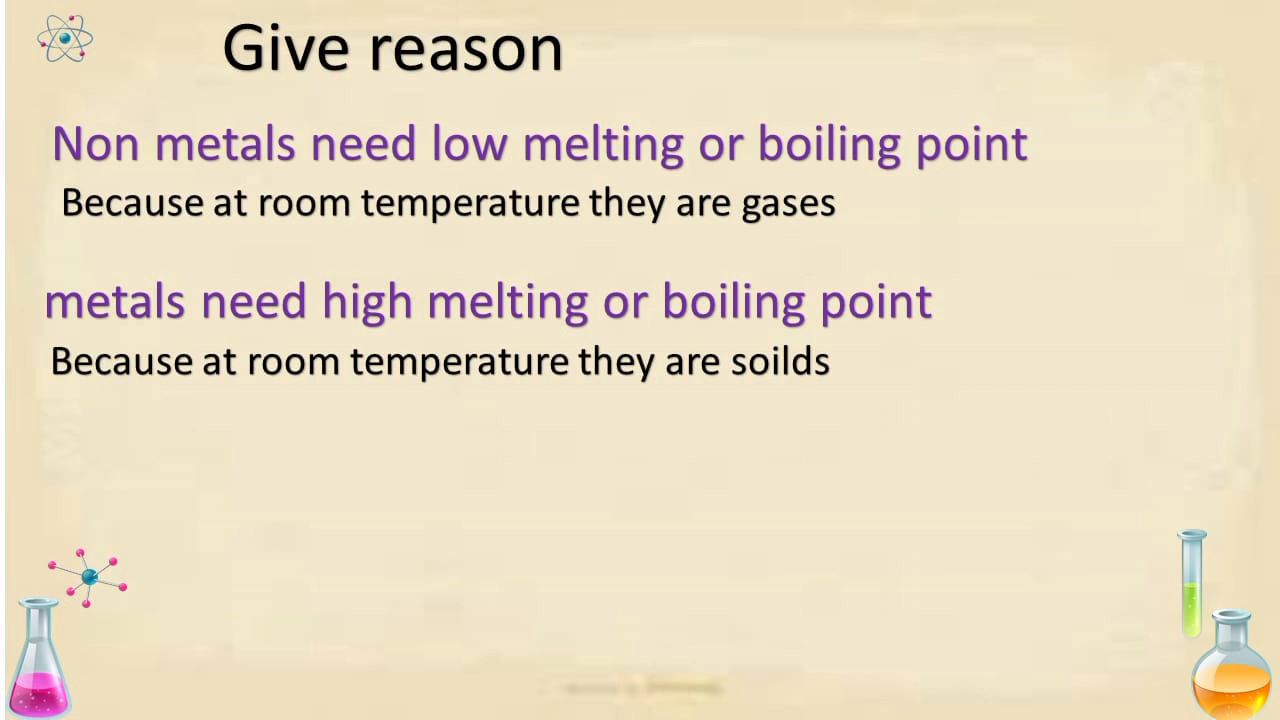 Give reason
Non metals need low melting or boiling point
Because at room temperature they are gases
metals need high melting or boiling point
Because at room temperature they are soilds